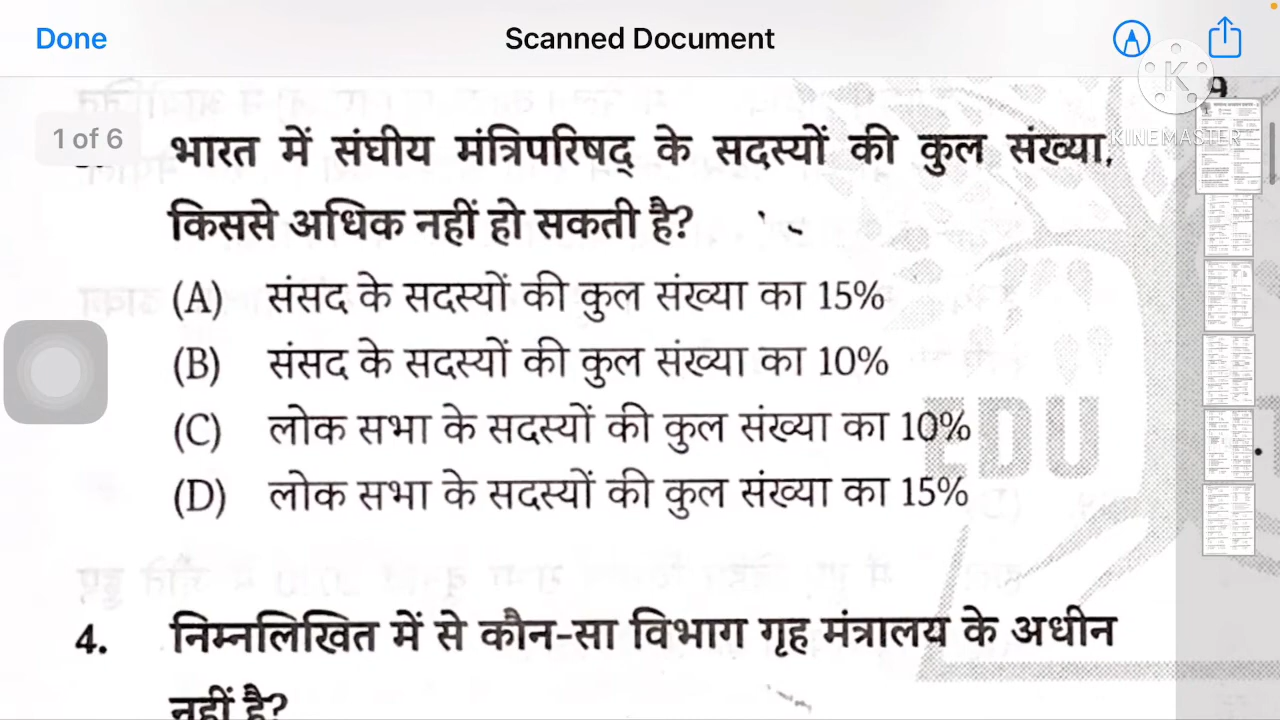 Done
Scanned Document
1 of 6
KINEMASTER
भारत में संघीय मंत्रिपरिषद् के सदस्यों की कुल संख्या,
किससे अधिक नहीं हो सकती है?
(A) संसद के सदस्यों की कुल संख्या का 15%
(B) संसद के सदस्यों की कुल संख्या का 10%
(C) लोक सभा के सदस्यों की कुल संख्या का 10%
(D) लोक सभा के सदस्यों की कुल संख्या का 15%
EDU
4. निम्नलिखित में से कौन-सा विभाग गृह मंत्रालय के अधीन
नहीं है?